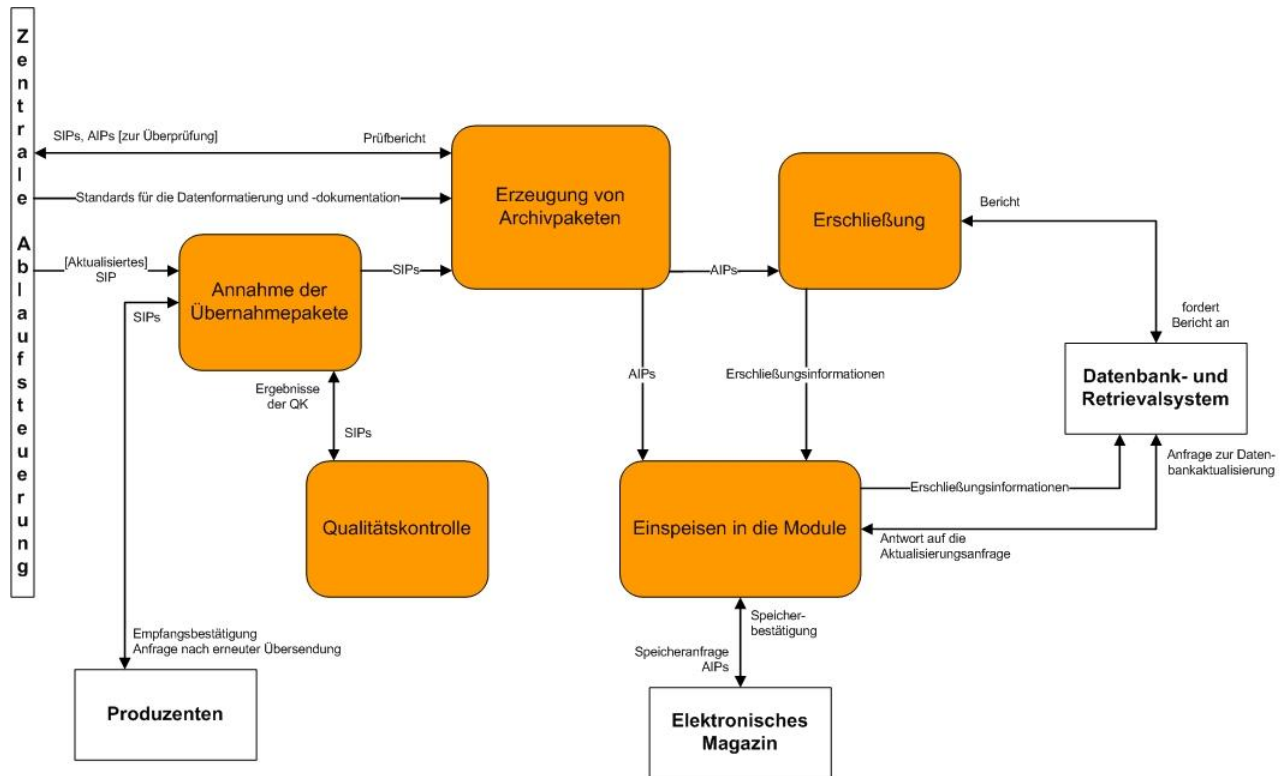 Zentrale Ablaufsteuerung
SIPs, AIPs [zur Überprüfung]
Prüfbericht
Standards für die Datenformatierung und -dokumentation
Erzeugung von
Archivpaketen
Erschließung
Bericht
[Aktualisiertes]
SIP
SIPs
Annahme der
Übernahmepakete
SIPs
AIPs
fordert
Bericht an
Ergebnisse
der QK
SIPs
AIPs
Erschließungsinformationen
Datenbank- und
Retrievalsystem
Anfrage zur Daten-
bankaktualisierung
Qualitätskontrolle
Einspeisen in die Module
Erschließungsinformationen
Antwort auf die
Aktualisierungsanfrage
Empfangsbestätigung
Anfrage nach erneuter Übersendung
Speicher-
bestätigung
Speicheranfrage
AIPs
Produzenten
Elektronisches
Magazin